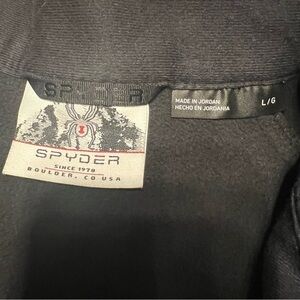 SPYDER
SPYDER
SINCE 1978
BOULDER, CO USA
MADE IN JORDAN
HECHO EN JORDANIA
L/G